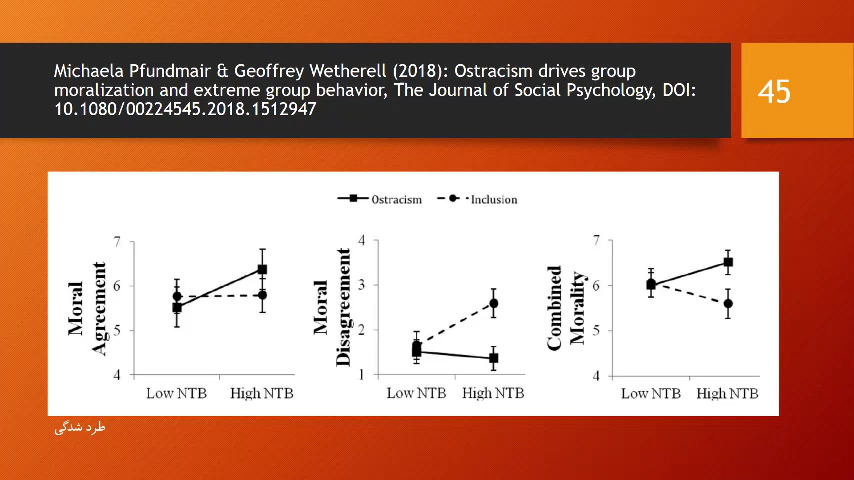 Michaela Pfundmair & Geoffrey Wetherell (2018): Ostracism drives group
moralization and extreme group behavior, The Journal of Social Psychology, DOI:
10.1080/00224545.2018.1512947
45
Ostracism
Inclusion
Moral
Agreement
7
6
5
4
Low NTB
High NTB
Moral
Disagreement
4
3
2
1
Low NTB
High NTB
Combined
Morality
7
6
5
4
Low NTB
High NTB
طرد شدگی